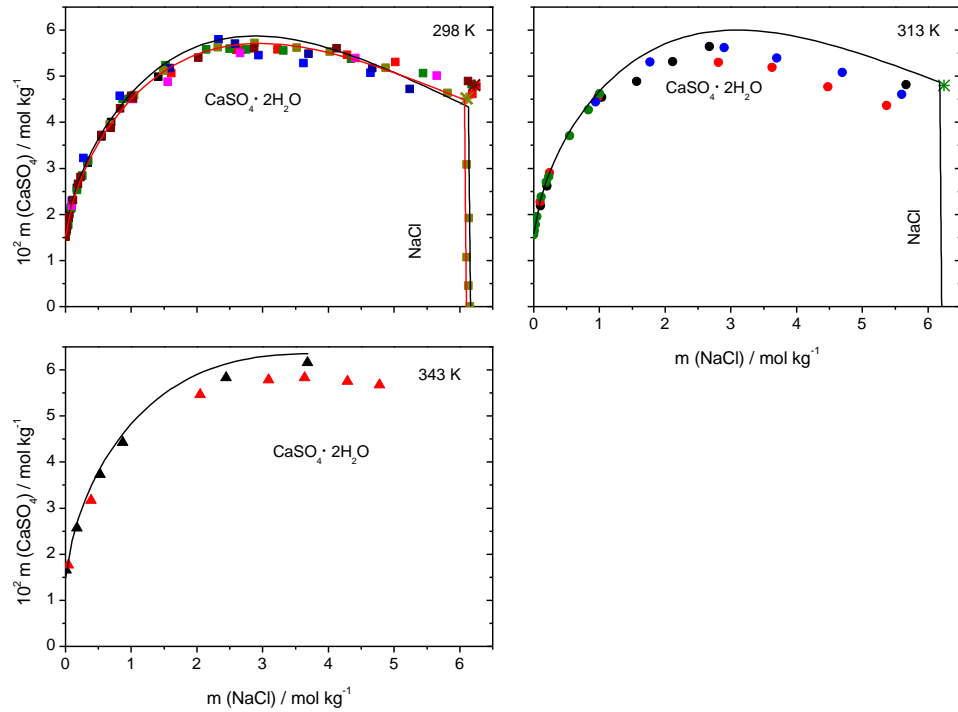 298 K
6
5
4
3
2
1
0
10² m (CaSO₄) / mol kg⁻¹
CaSO₄· 2H₂O
NaCl
313 K
CaSO₄· 2H₂O
NaCl
0 1 2 3 4 5 6
m (NaCl) / mol kg⁻¹
343 K
6
5
4
3
2
1
0
10² m (CaSO₄) / mol kg⁻¹
CaSO₄· 2H₂O
0 1 2 3 4 5 6
m (NaCl) / mol kg⁻¹